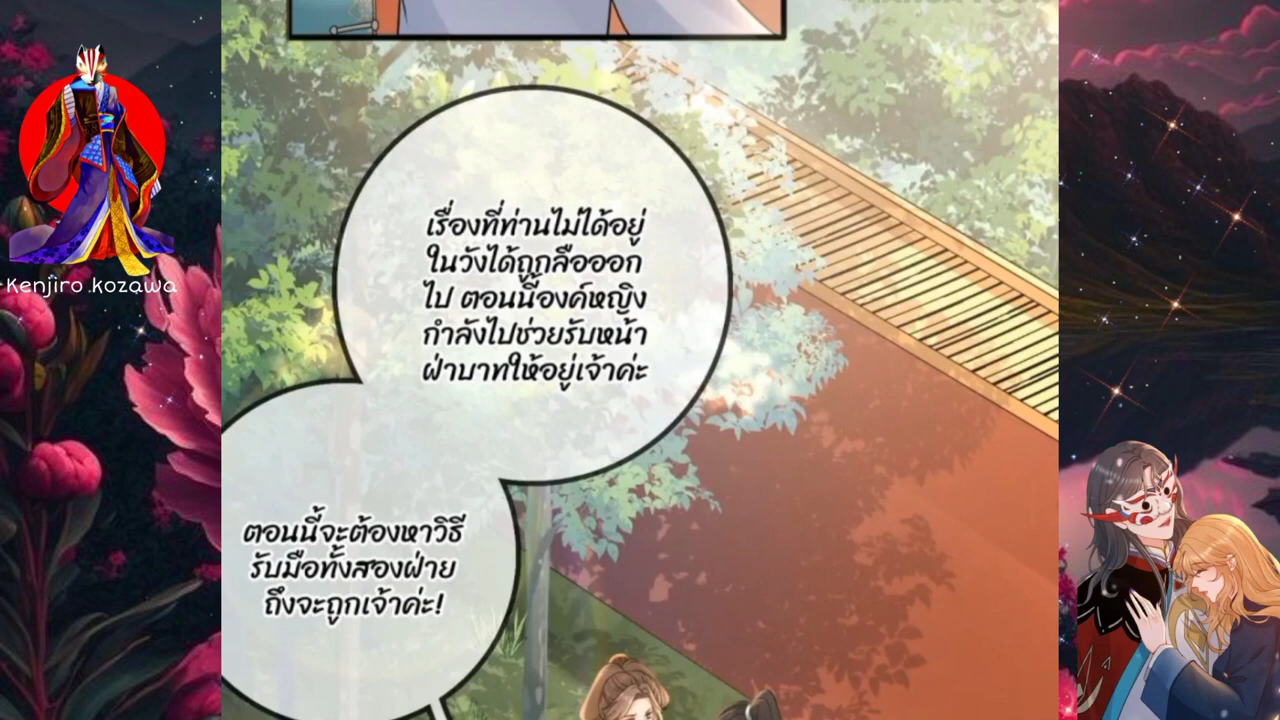 Kenjiro.kozawa
เรื่องที่ท่านไม่ได้อยู่
ในวังได้ถูกลือออก
ไป ตอนนี้องค์หญิง
กำลังไปช่วยรับหน้า
ฝ่าบาทให้อยู่เจ้าค่ะ
ตอนนี้จะต้องหาวิธี
รับมือทั้งสองฝ่าย
ถึงจะถูกเจ้าค่ะ!